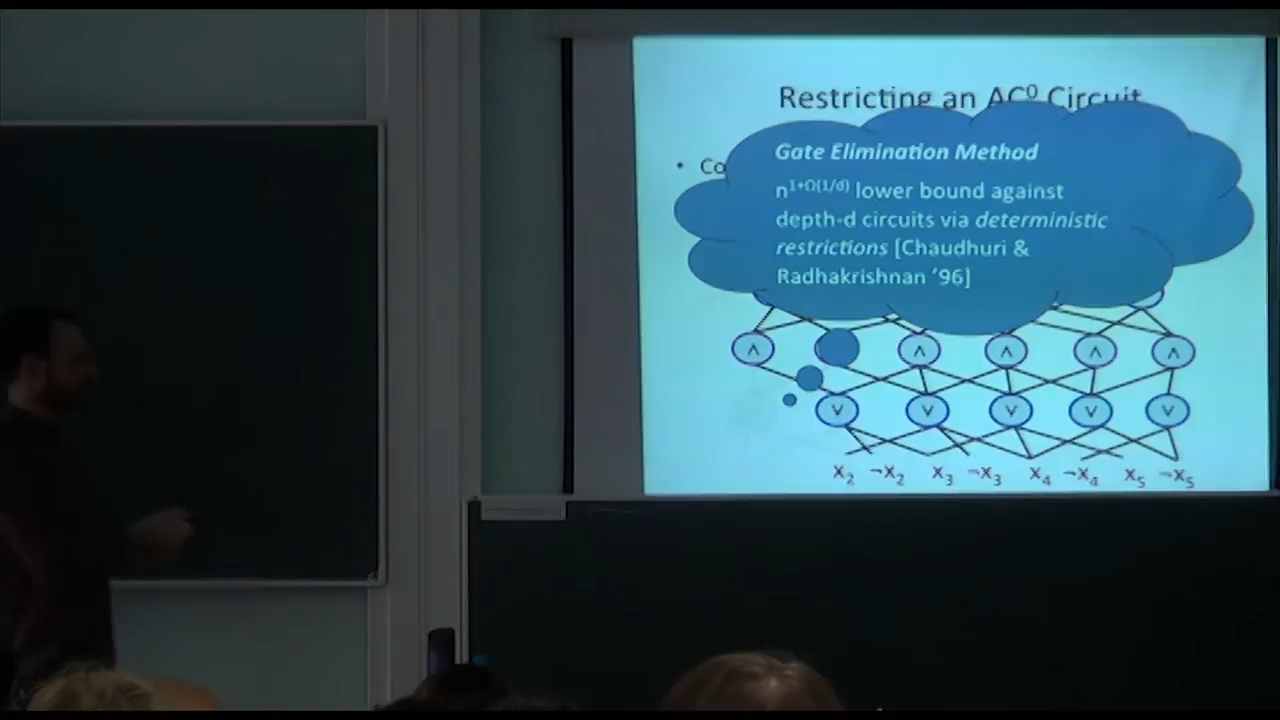 Restricting an AC⁰ Circuit
• Co
Gate Elimination Method
n^{1+Ω(1/d)} lower bound against
depth-d circuits via deterministic
restrictions [Chaudhuri &
Radhakrishnan ‘96]
∧ ∧ ∧ ∧ ∧
∨ ∨ ∨ ∨ ∨
X₂ ¬X₂ X₃ ¬X₃ X₄ ¬X₄ X₅ ¬X₅